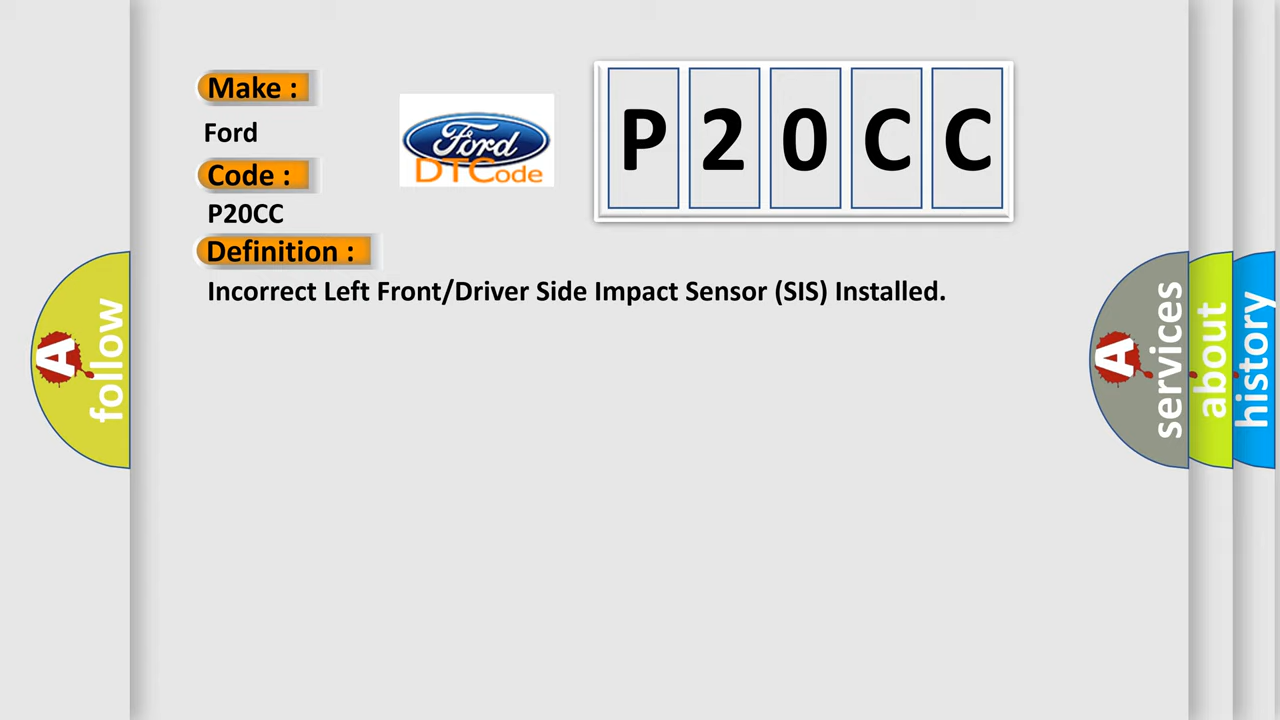 Make :
Ford
Code :
P20CC
Definition :
Incorrect Left Front/Driver Side Impact Sensor (SIS) Installed.
Ford
DTCode
P 2 0 C C
A
follow
A
services
about
history